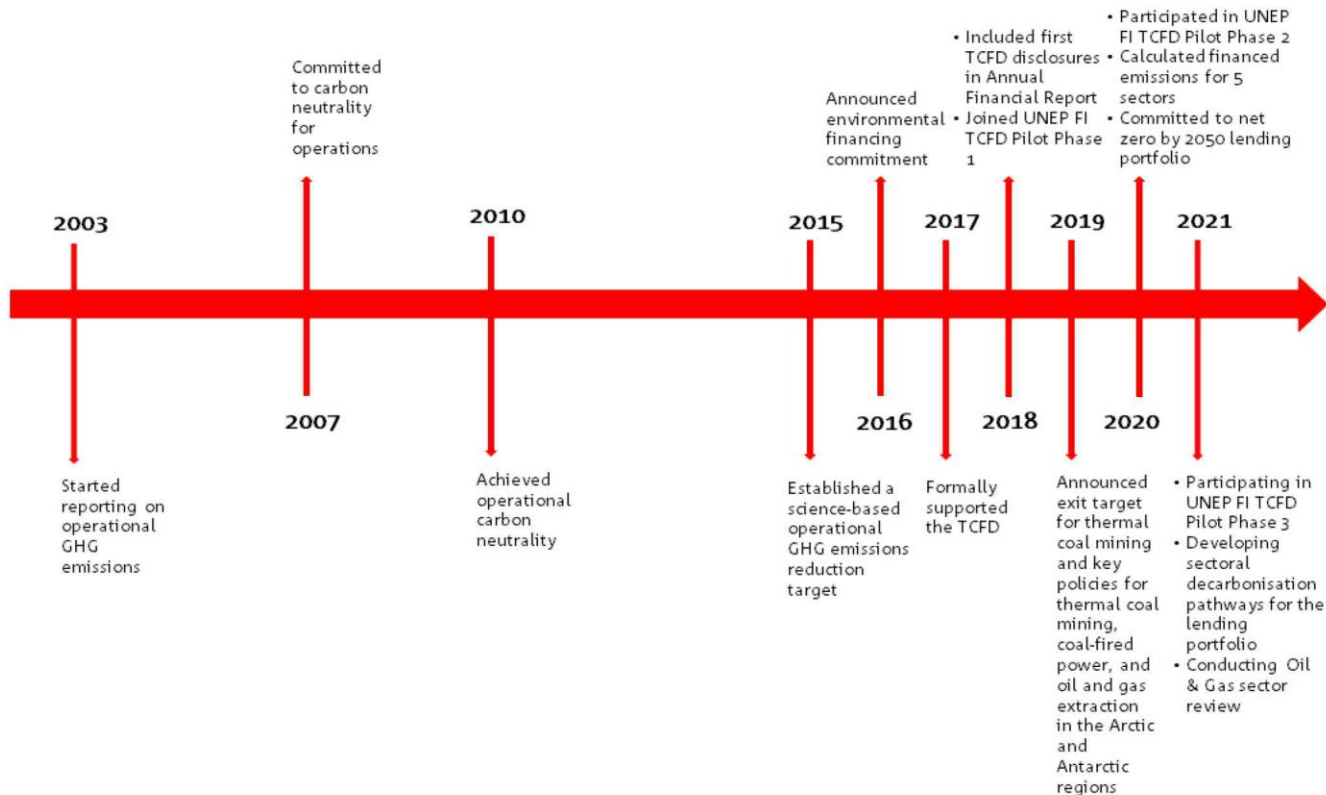 2003
Started
reporting on
operational
GHG
emissions
Committed
to carbon
neutrality
for
operations
2007
2010
Achieved
operational
carbon
neutrality
2015
Established a
science-based
operational
GHG emissions
reduction
target
Announced
environmental
financing
commitment
2016
2017
Formally
supported
the TCFD
• Included first
TCFD disclosures
in Annual
Financial Report
• Joined UNEP FI
TCFD Pilot Phase
1
2018
2019
Announced
exit target
for thermal
coal mining
and key
policies for
thermal coal
mining,
coal-fired
power, and
oil and gas
extraction
in the Arctic
and
Antarctic
regions
• Participated in UNEP
FI TCFD Pilot Phase 2
• Calculated financed
emissions for 5
sectors
• Committed to net
zero by 2050 lending
portfolio
2020
2021
• Participating in
UNEP FI TCFD
Pilot Phase 3
• Developing
sectoral
decarbonisation
pathways for the
lending
portfolio
• Conducting Oil
& Gas sector
review